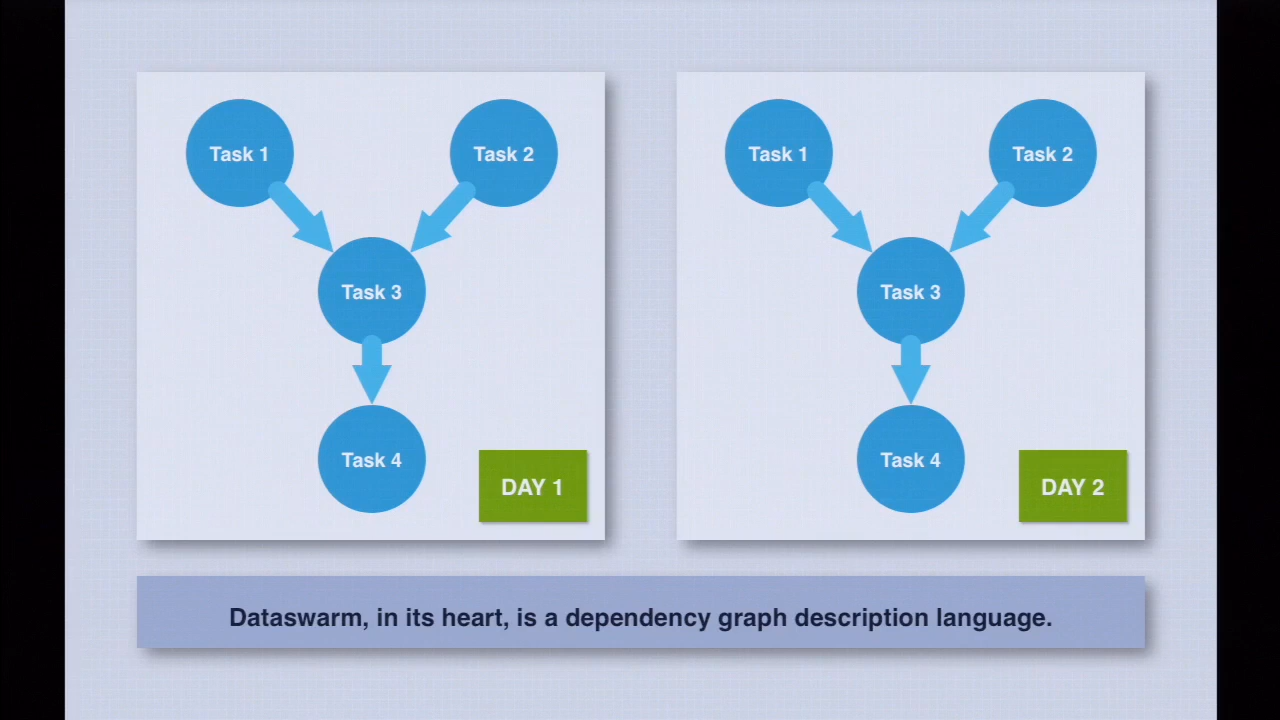 Task 1
Task 2
Task 3
Task 4
DAY 1
Task 1
Task 2
Task 3
Task 4
DAY 2
Dataswarm, in its heart, is a dependency graph description language.